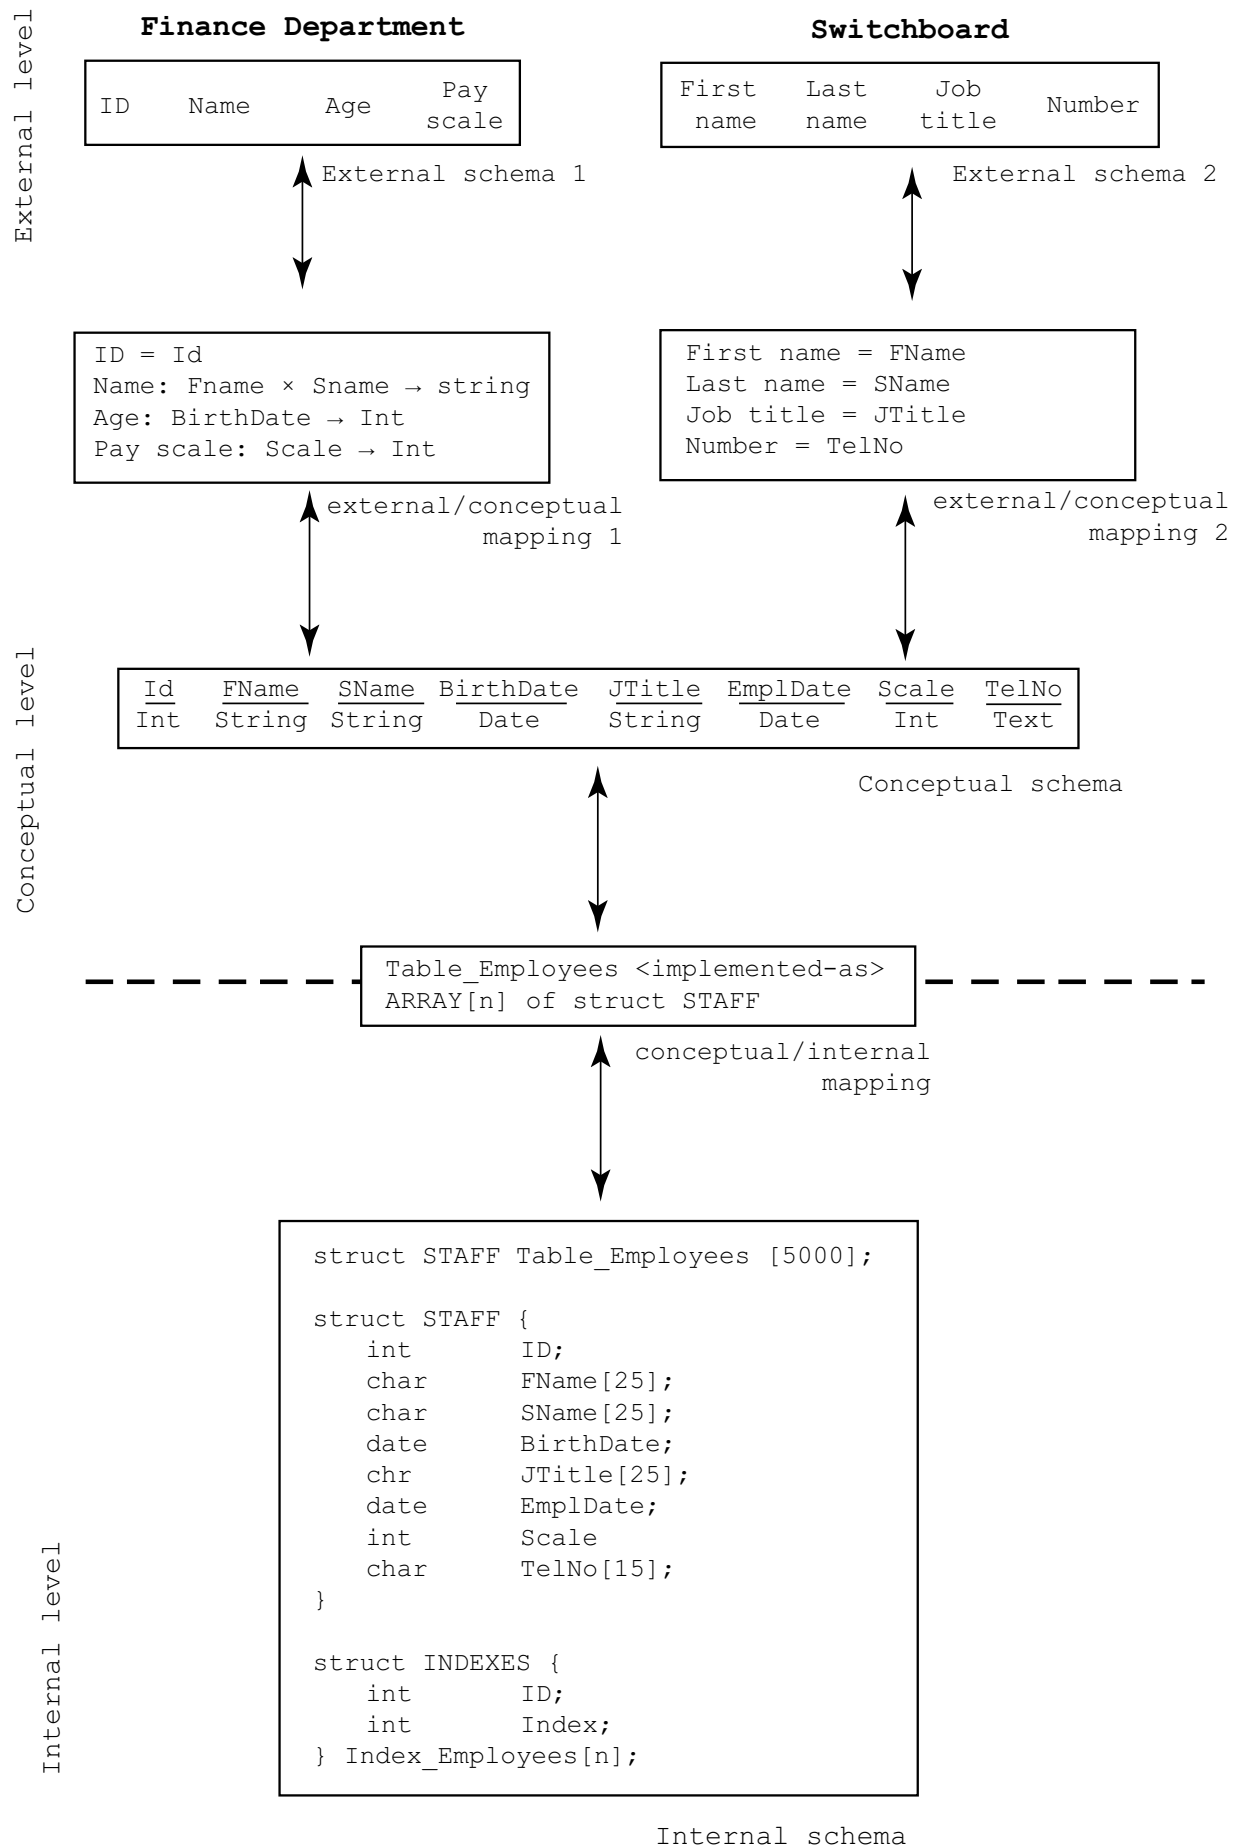 External level
Finance Department
ID Name Age Pay scale
External schema 1
Switchboard
First name Last name Job title Number
External schema 2
ID = Id
Name: Fname × Sname → string
Age: BirthDate → Int
Pay scale: Scale → Int
external/conceptual
mapping 1
First name = FName
Last name = SName
Job title = JTitle
Number = TelNo
external/conceptual
mapping 2
Conceptual level
Id FName SName BirthDate JTitle EmplDate Scale TelNo
Int String String Date String Date Int Text
Conceptual schema
Table_Employees <implemented-as>
ARRAY[n] of struct STAFF
conceptual/internal
mapping
Internal level
struct STAFF Table_Employees [5000];
struct STAFF {
int ID;
char FName[25];
char SName[25];
date BirthDate;
chr JTitle[25];
date EmplDate;
int Scale
char TelNo[15];
}
struct INDEXES {
int ID;
int Index;
} Index_Employees[n];
Internal schema